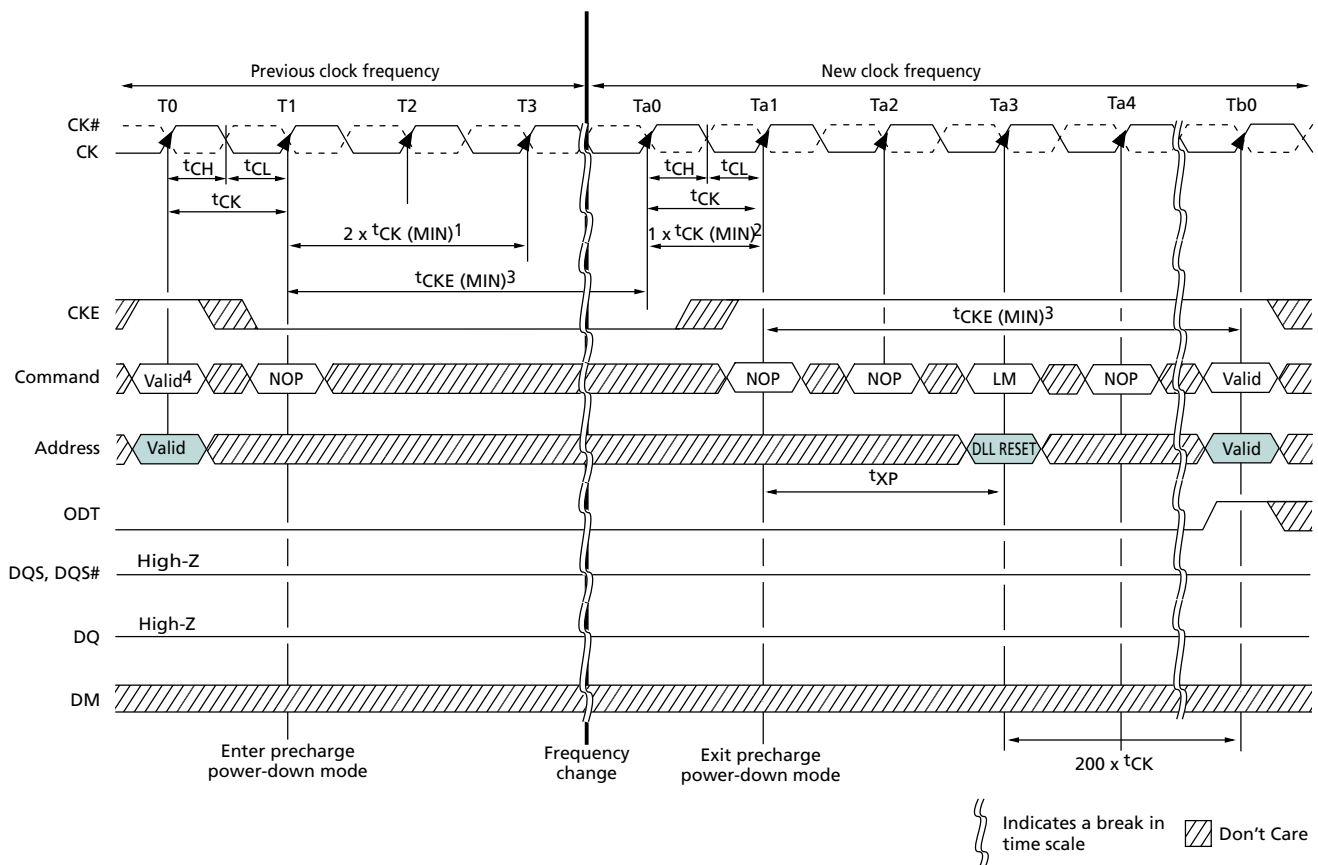 Previous clock frequency
New clock frequency
T0 T1 T2 T3 Ta0 Ta1 Ta2 Ta3 Ta4 Tb0
CK#
CK
tCH tCL tCH tCL
tCK tCK
2 x tCK (MIN)1 1 x tCK (MIN)2
tCKE (MIN)3
CKE
tCKE (MIN)3
Command Valid4 NOP NOP NOP LM NOP Valid
Address Valid DLL RESET Valid
tXP
ODT
High-Z
DQS, DQS#
High-Z
DQ
DM
Enter precharge
power-down mode
Frequency
change
Exit precharge
power-down mode
200 x tCK
Indicates a break in
time scale
Don't Care